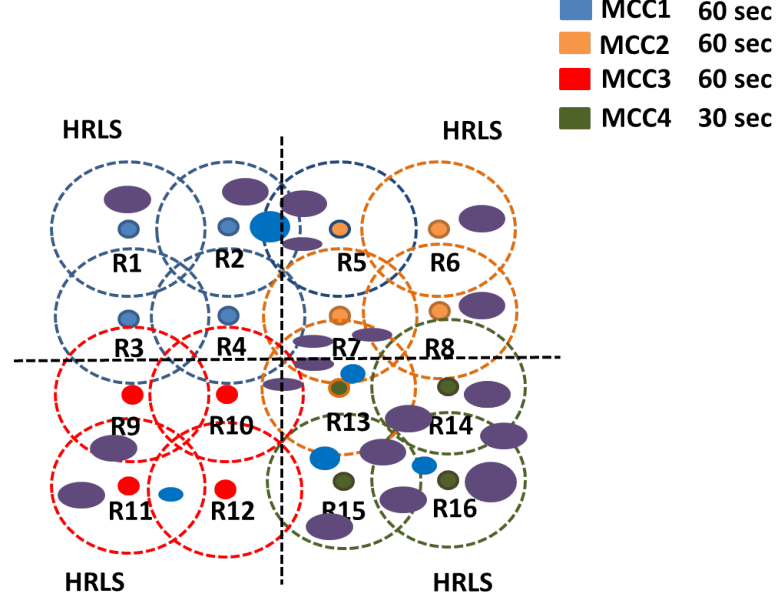 MCC1 60 sec
MCC2 60 sec
MCC3 60 sec
MCC4 30 sec
HRLS HRLS
R1 R2 R5 R6
R3 R4 R7 R8
R9 R10 R13 R14
R11 R12 R15 R16
HRLS HRLS